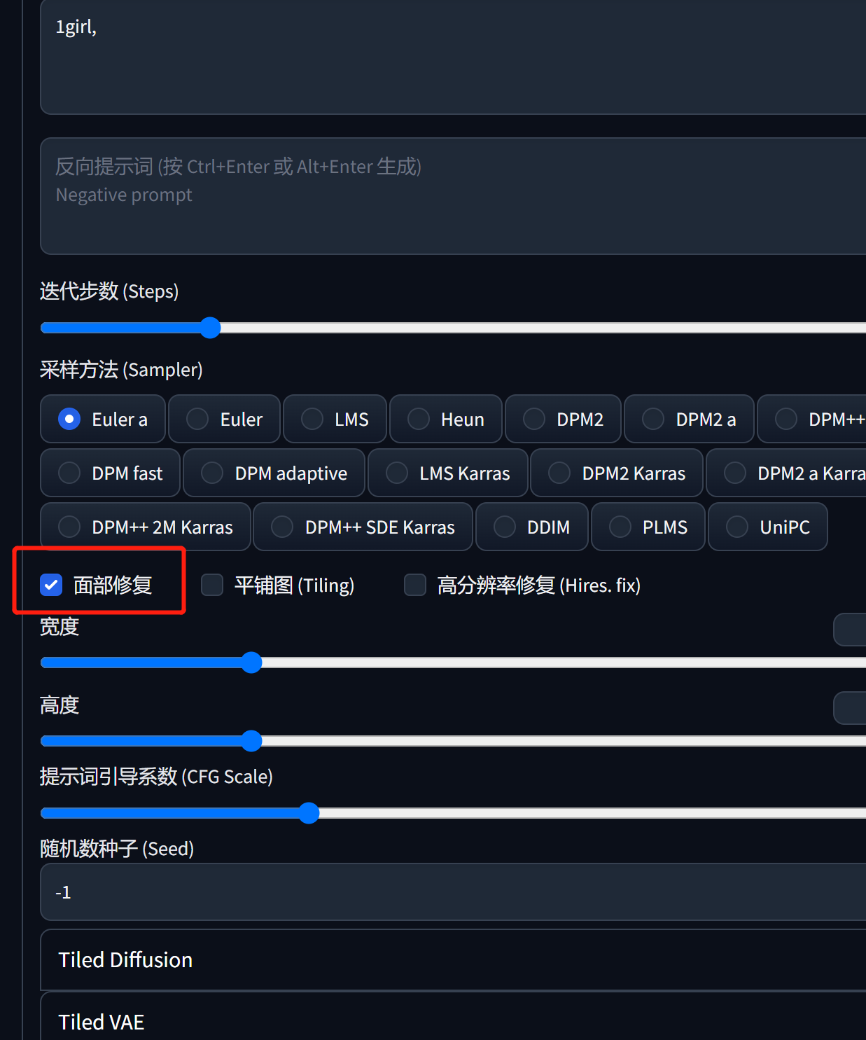 1girl,
反向提示词 (按 Ctrl+Enter 或 Alt+Enter 生成)
Negative prompt
迭代步数 (Steps)
采样方法 (Sampler)
Euler a Euler LMS Heun DPM2 DPM2 a DPM++
DPM fast DPM adaptive LMS Karras DPM2 Karras DPM2 a Karra
DPM++ 2M Karras DPM++ SDE Karras DDIM PLMS UniPC
面部修复 平铺图 (Tiling) 高分辨率修复 (Hires. fix)
宽度
高度
提示词引导系数 (CFG Scale)
随机数种子 (Seed)
-1
Tiled Diffusion
Tiled VAE